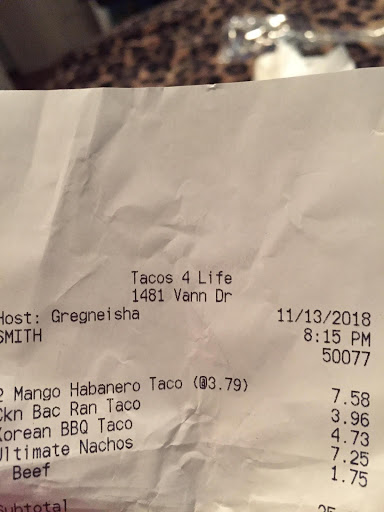 Tacos 4 Life
1481 Vann Dr
Host: Gregneisha 11/13/2018
SMITH 8:15 PM
50077
2 Mango Habanero Taco (@3.79) 7.58
Ckn Bac Ran Taco 3.96
Korean BBQ Taco 4.73
Ultimate Nachos 7.25
Beef 1.75
Subtotal